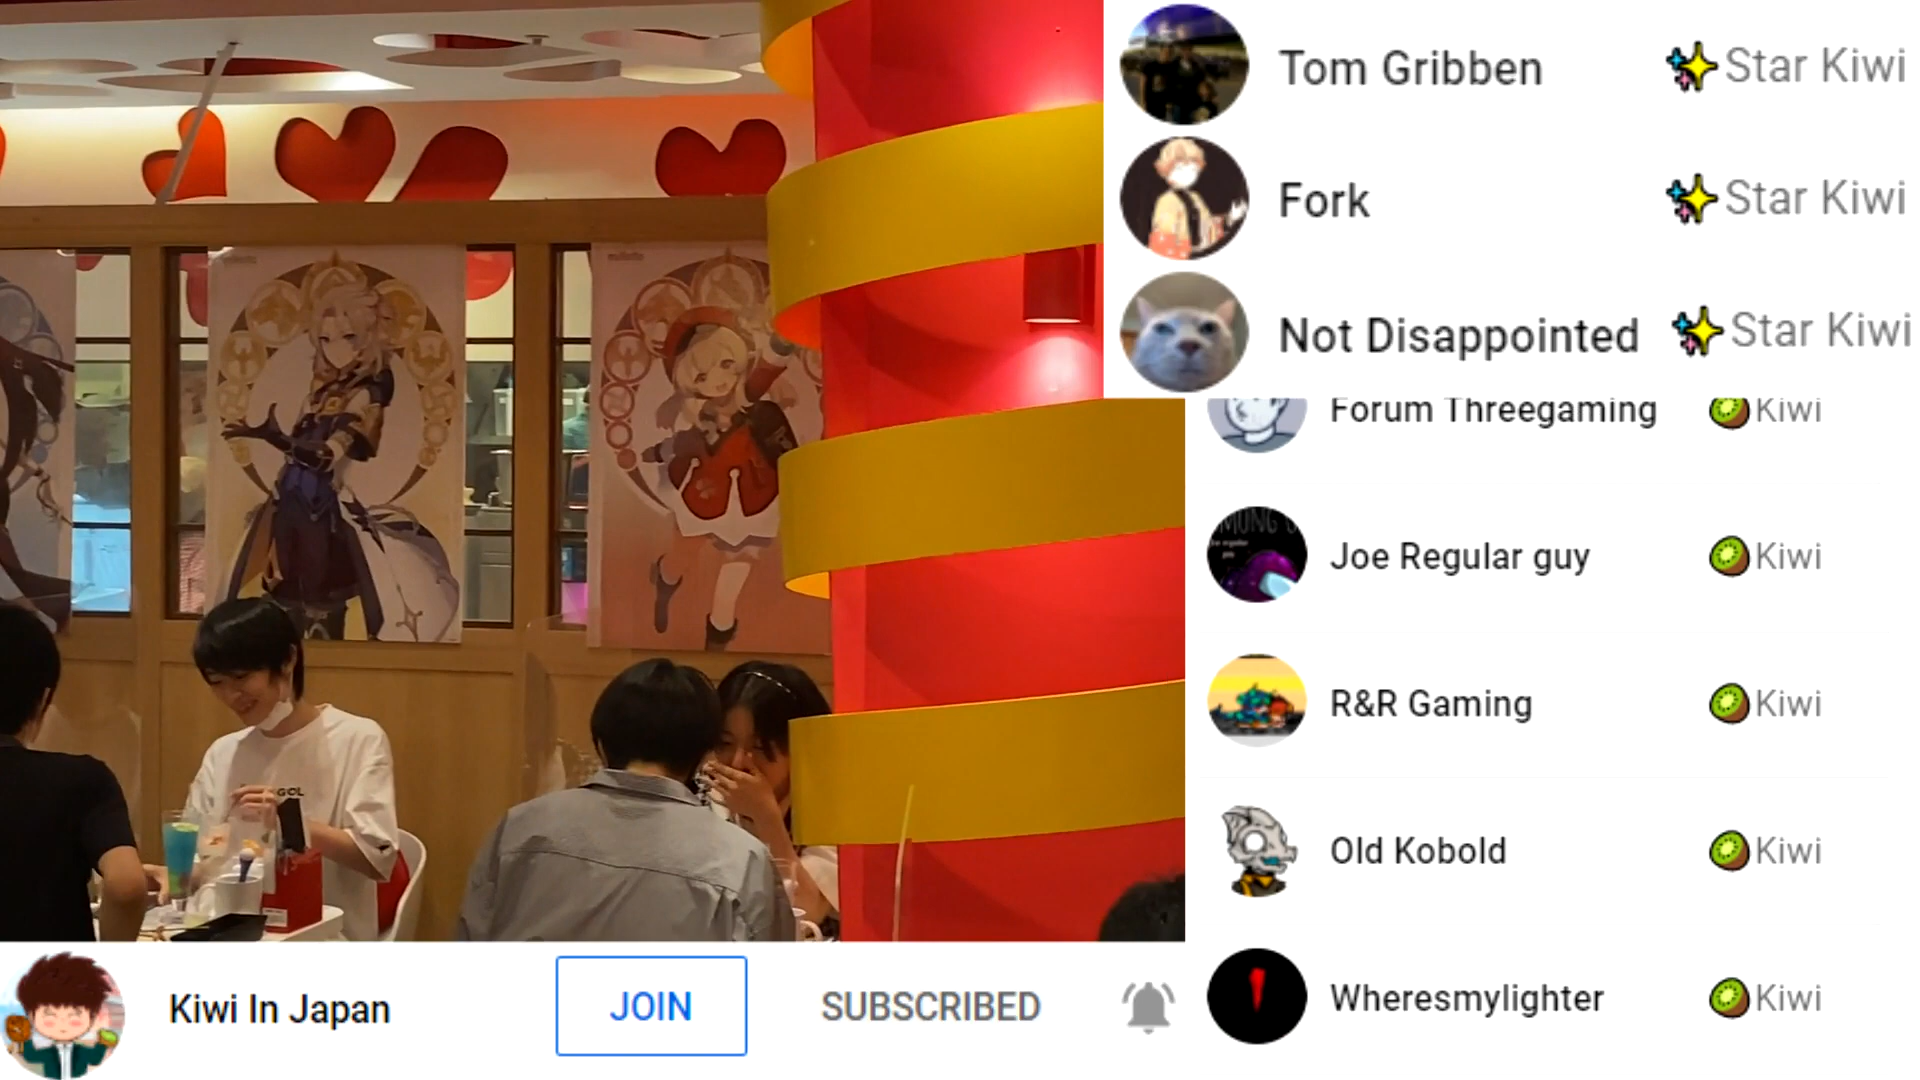 Tom Gribben
Star Kiwi
Fork
Star Kiwi
Not Disappointed
Star Kiwi
Forum Threegaming
Kiwi
Joe Regular guy
Kiwi
R&R Gaming
Kiwi
Old Kobold
Kiwi
Wheresmylighter
Kiwi
GOL
Kiwi In Japan
JOIN
SUBSCRIBED